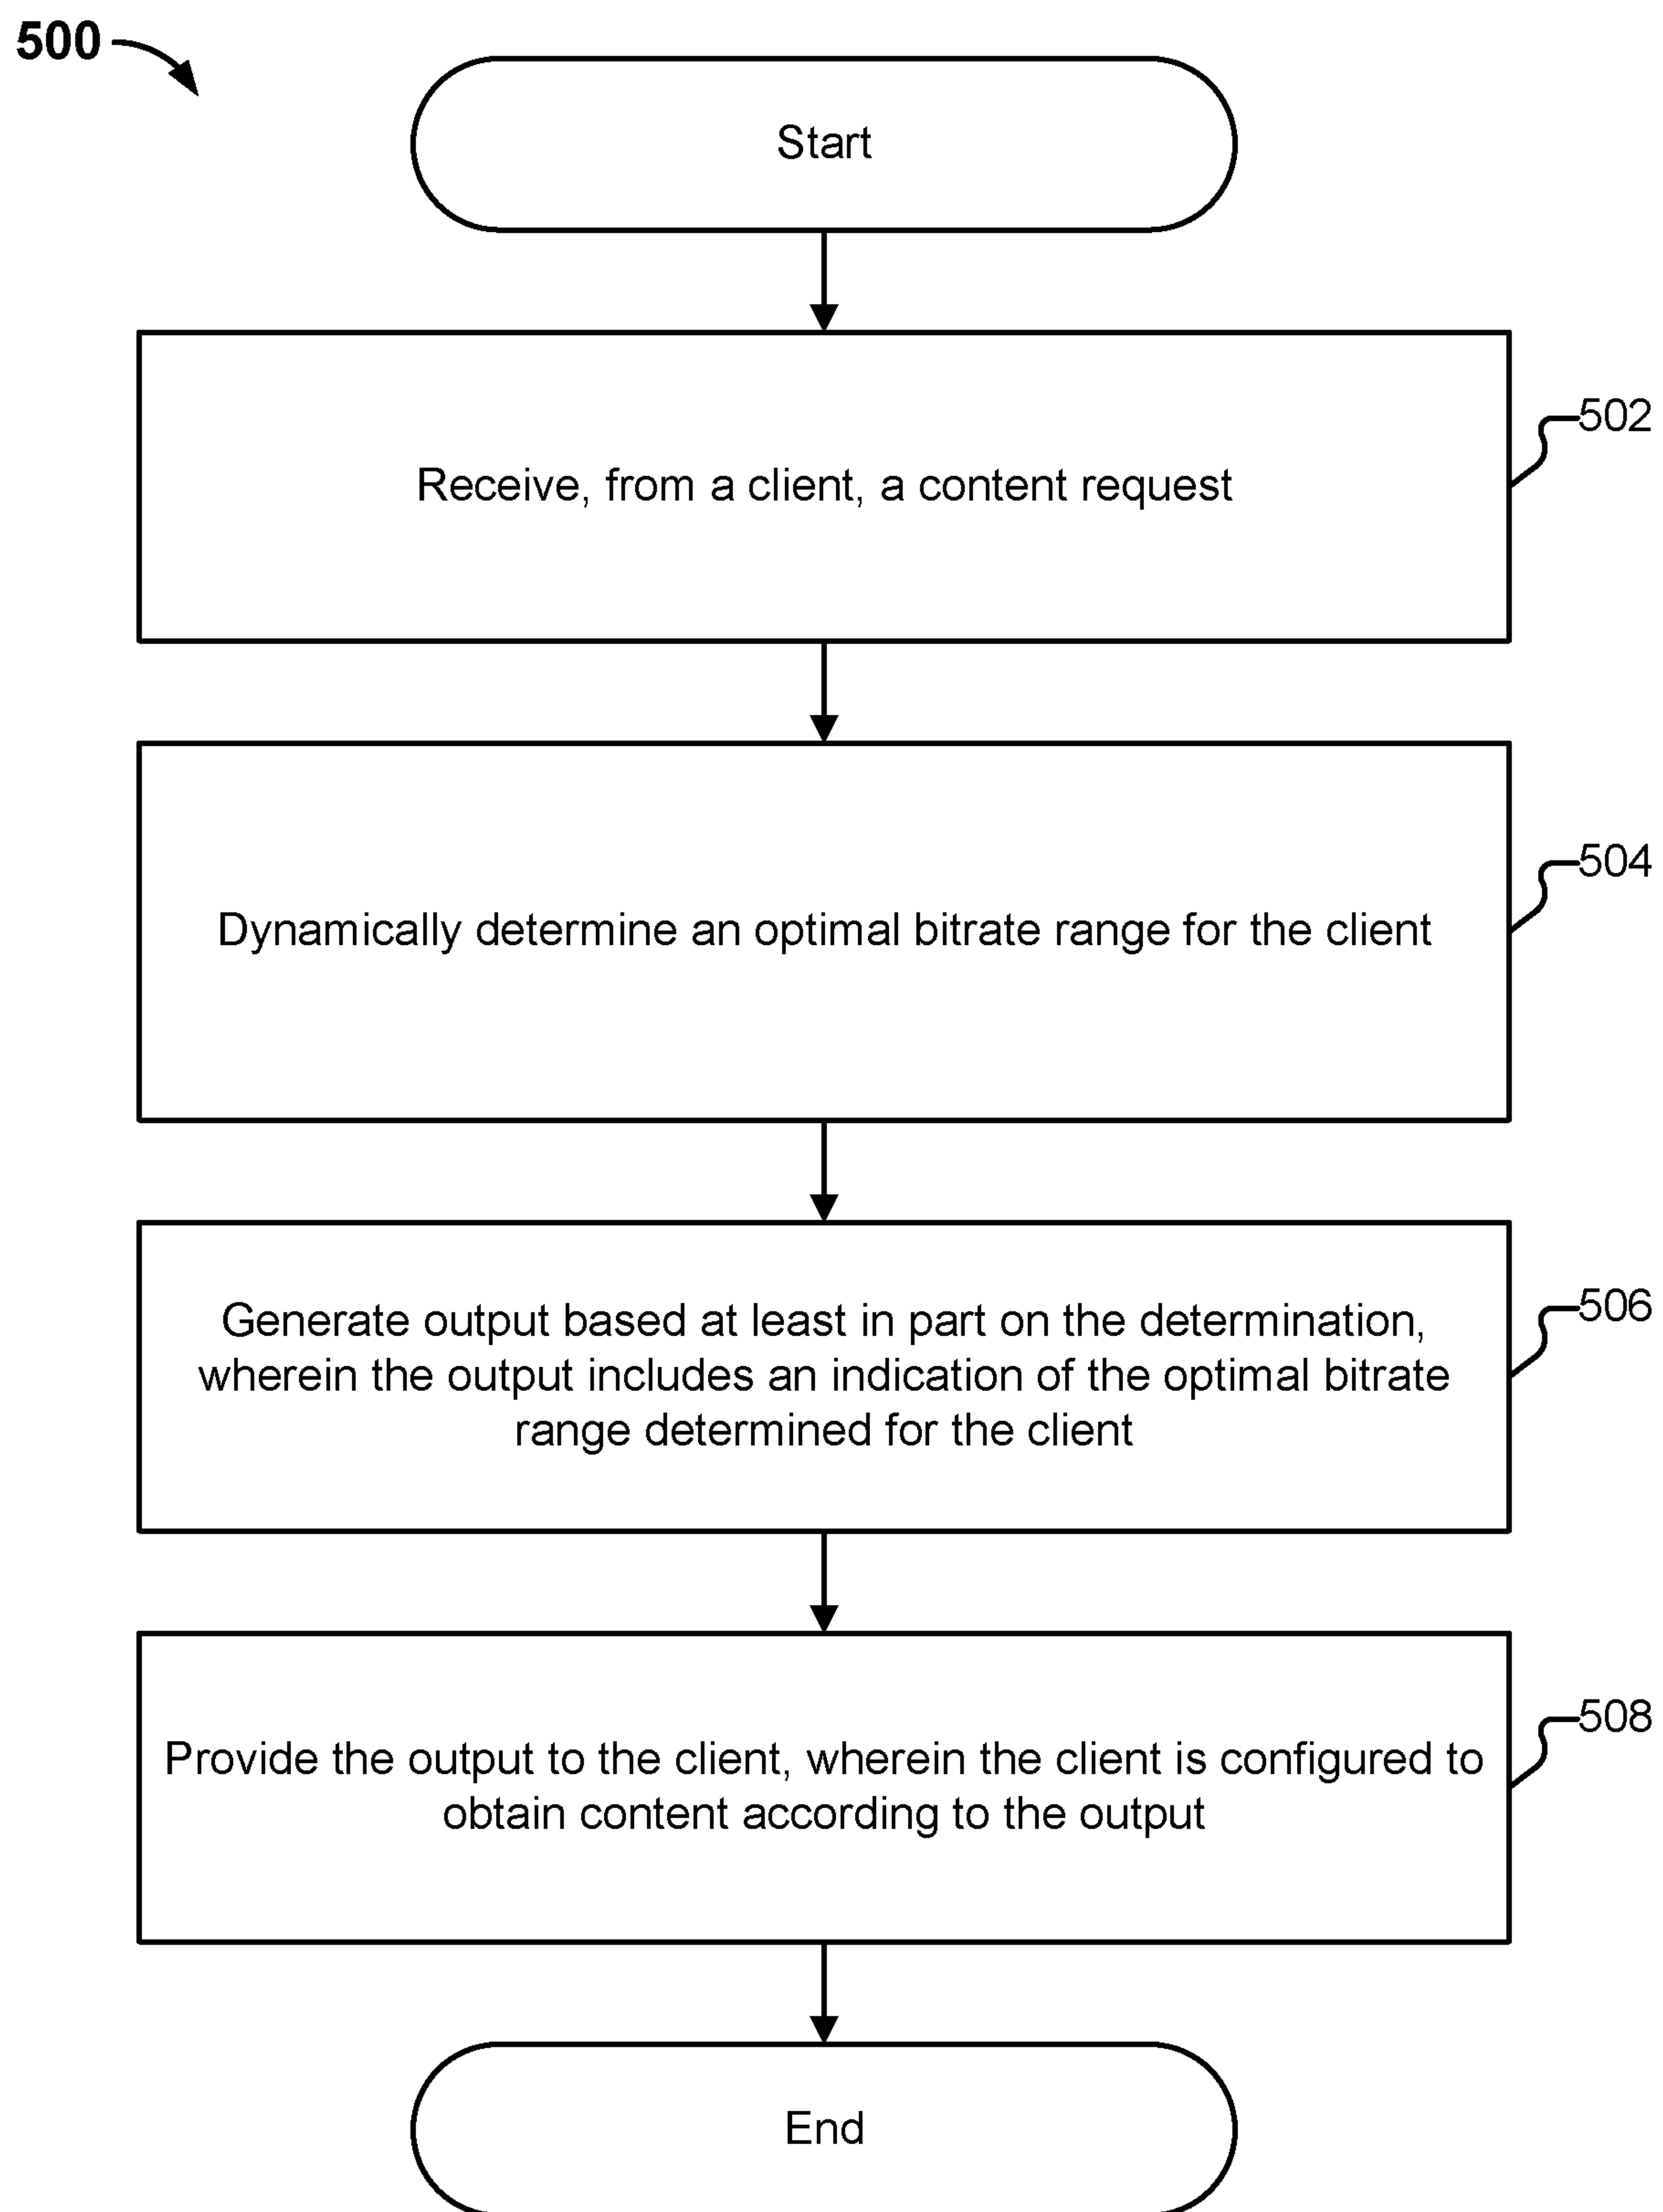 500
Start
Receive, from a client, a content request
502
Dynamically determine an optimal bitrate range for the client
504
Generate output based at least in part on the determination,
wherein the output includes an indication of the optimal bitrate
range determined for the client
506
Provide the output to the client, wherein the client is configured to
obtain content according to the output
508
End